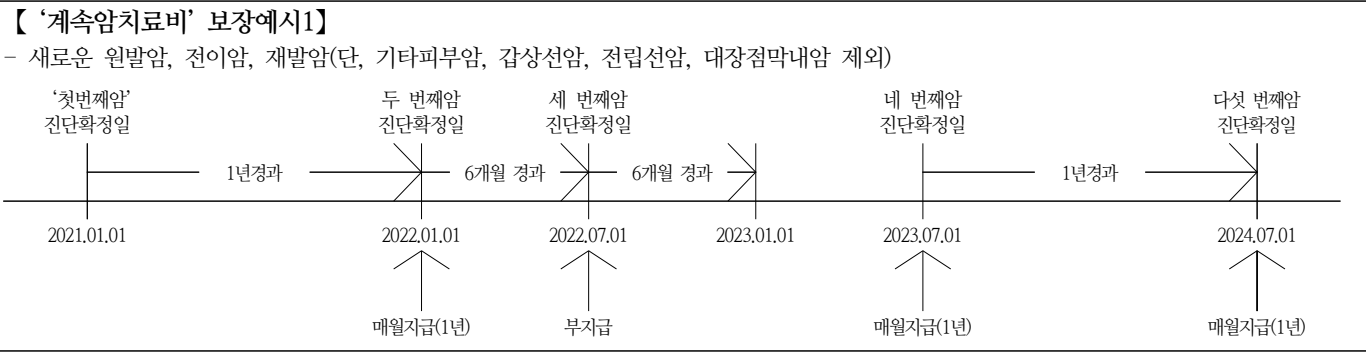 【 ‘계속암치료비’ 보장예시1】
- 새로운 원발암, 전이암, 재발암(단, 기타피부암, 갑상선암, 전립선암, 대장점막내암 제외)
‘첫번째암’ 두 번째암 세 번째암 네 번째암 다섯 번째암
진단확정일 진단확정일 진단확정일 진단확정일 진단확정일
1년경과 6개월 경과 6개월 경과 1년경과
2021.01.01 2022.01.01 2022.07.01 2023.01.01 2023.07.01 2024.07.01
매월지급(1년) 부지급 매월지급(1년) 매월지급(1년)